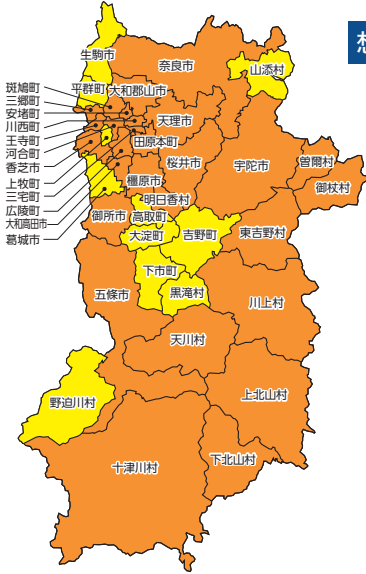 想
生駒市
奈良市
山添村
平群町
大和郡山市
斑鳩町
三郷町
安堵町
川西町
王寺町
河合町
香芝市
上牧町
三宅町
広陵町
大和高田市
葛城市
天理市
田原本町
桜井市
宇陀市
曽爾村
御杖村
橿原市
明日香村
高取町
御所市
大淀町
吉野町
東吉野村
下市町
黒滝村
五條市
川上村
天川村
上北山村
野迫川村
下北山村
十津川村